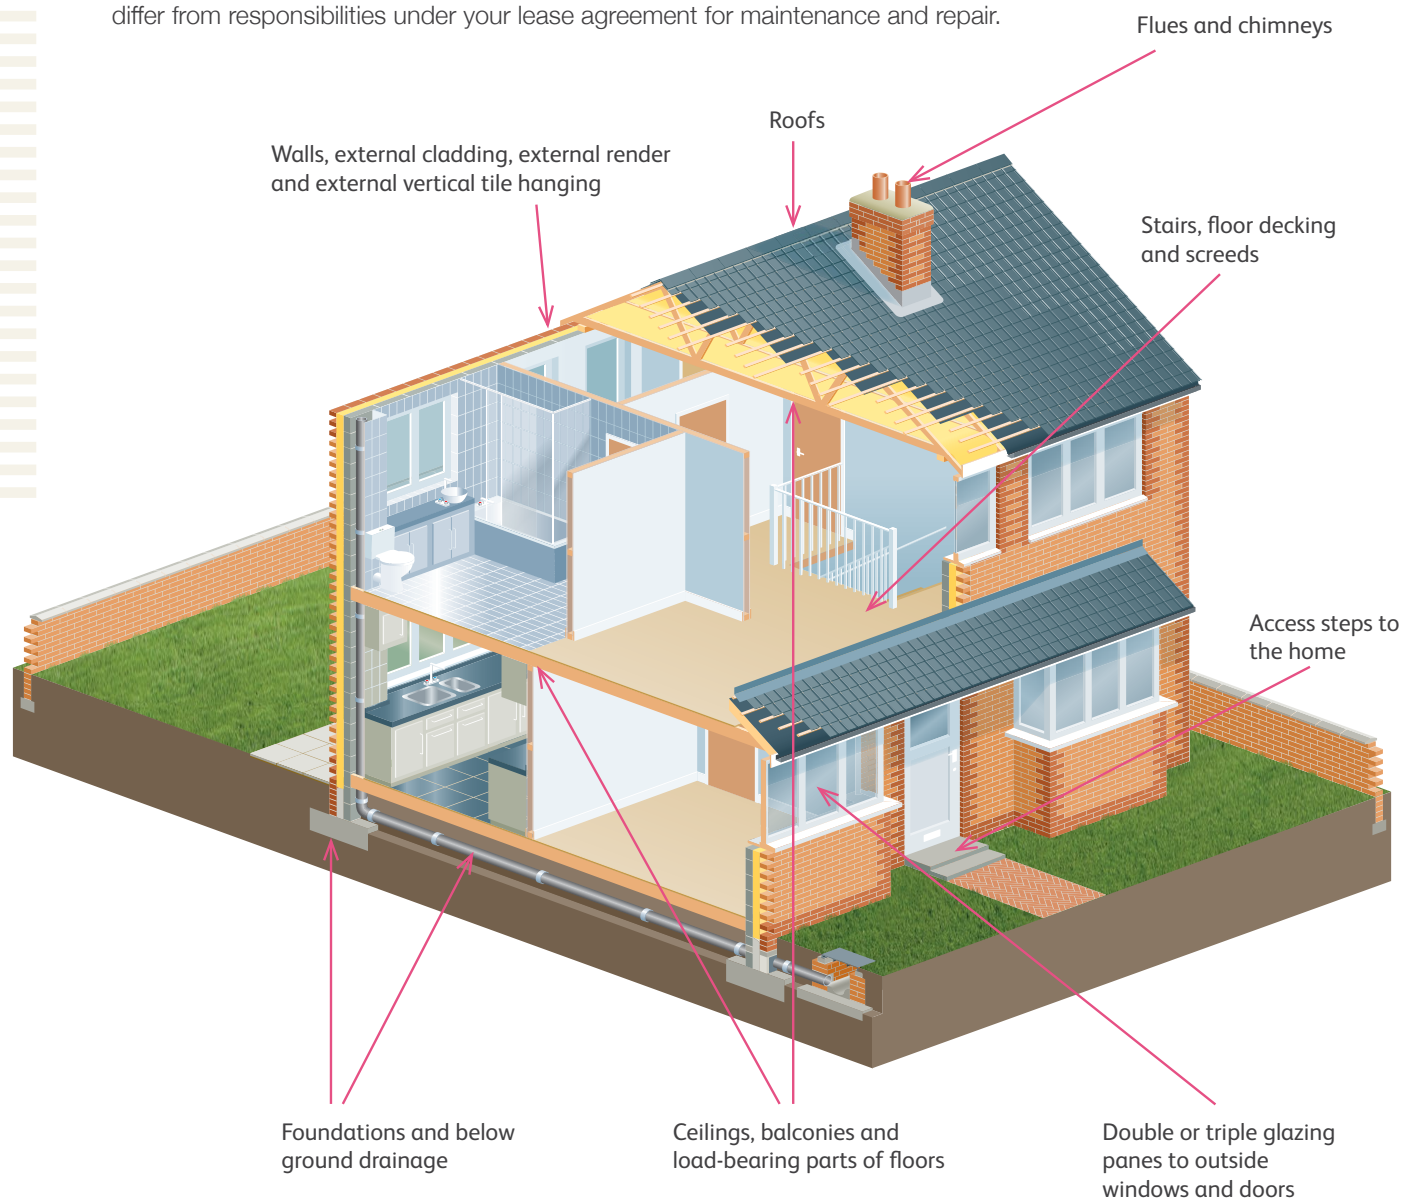 differ from responsibilities under your lease agreement for maintenance and repair.
Flues and chimneys
Roofs
Walls, external cladding, external render
and external vertical tile hanging
Stairs, floor decking
and screeds
Access steps to
the home
Foundations and below
ground drainage
Ceilings, balconies and
load-bearing parts of floors
Double or triple glazing
panes to outside
windows and doors